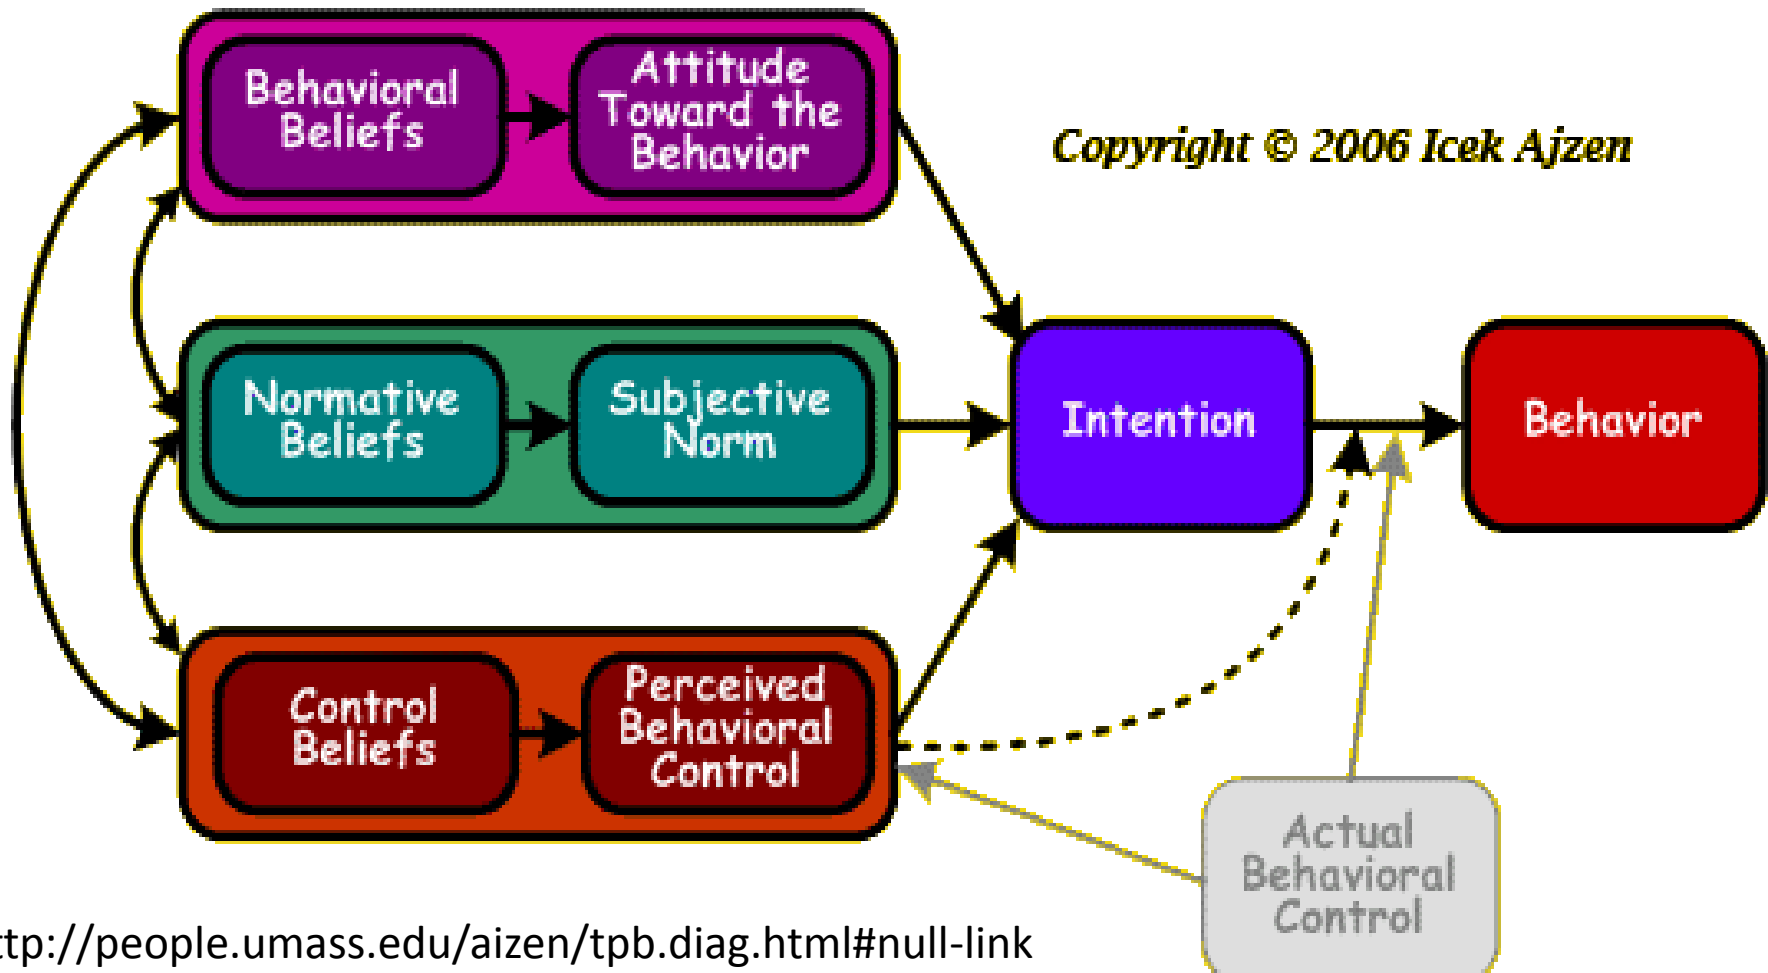 Behavioral
Beliefs
Attitude
Toward the
Behavior
Copyright © 2006 Icek Ajzen
Normative
Beliefs
Subjective
Norm
Intention
Behavior
Control
Beliefs
Perceived
Behavioral
Control
Actual
Behavioral
Control
ttp://people.umass.edu/aizen/tpb.diag.html#null-link